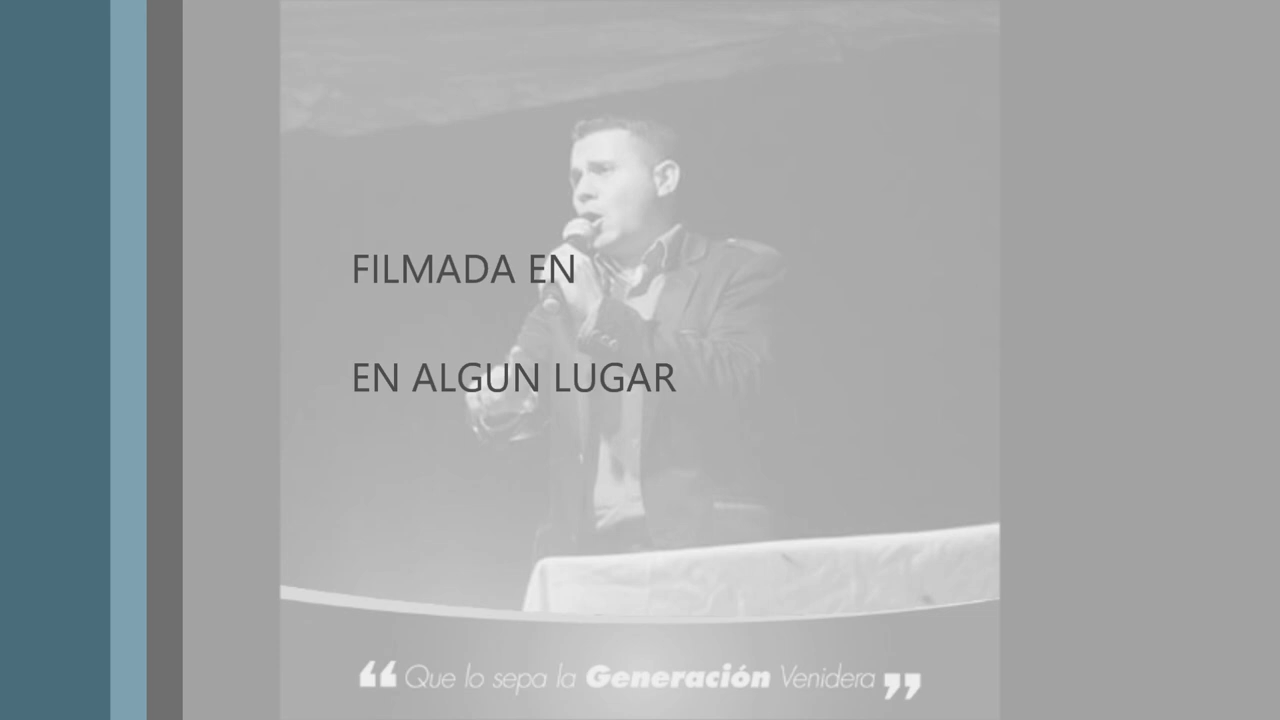 FILMADA EN
EN ALGUN LUGAR
“ Que lo sepa la Generación Venidera ”